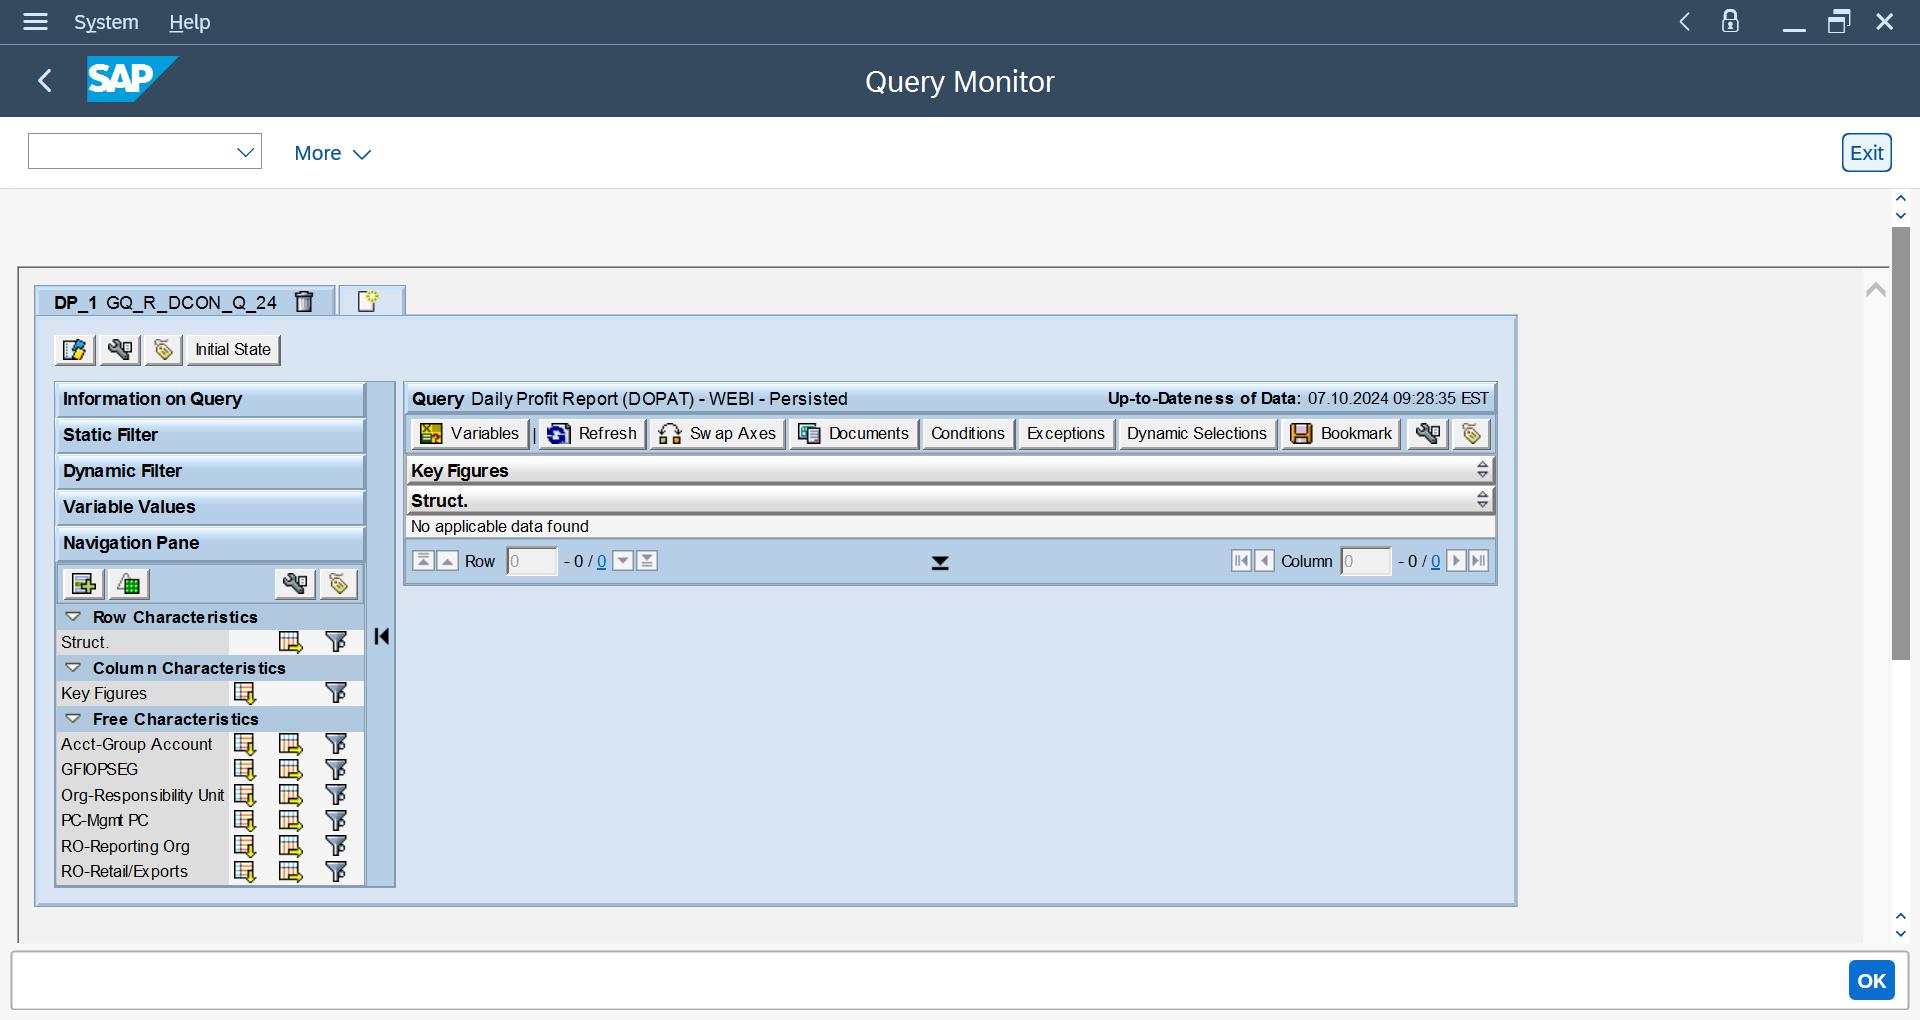 System Help
SAP Query Monitor
More Exit
DP_1 GQ_R_DCON_Q_24
Initial State
Information on Query
Static Filter
Dynamic Filter
Variable Values
Navigation Pane
Row Characteristics
Struct.
Column Characteristics
Key Figures
Free Characteristics
Acct-Group Account
GFIOPSEG
Org-Responsibility Unit
PC-Mgmt PC
RO-Reporting Org
RO-Retail/Exports
Query Daily Profit Report (DOPAT) - WEBI - Persisted Up-to-Dateness of Data: 07.10.2024 09:28:35 EST
Variables | Refresh Swap Axes Documents Conditions Exceptions Dynamic Selections Bookmark
Key Figures
Struct.
No applicable data found
Row 0 - 0 / 0 Column 0 - 0 / 0
OK